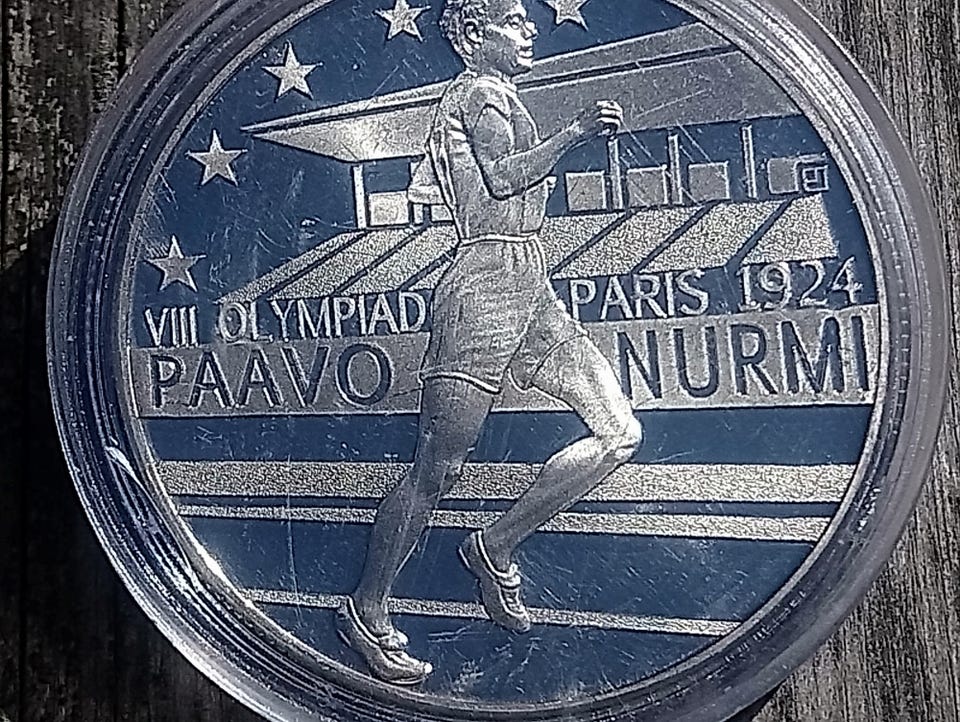 VIII OLYMPIAD PARIS 1924
PAAVO NURMI